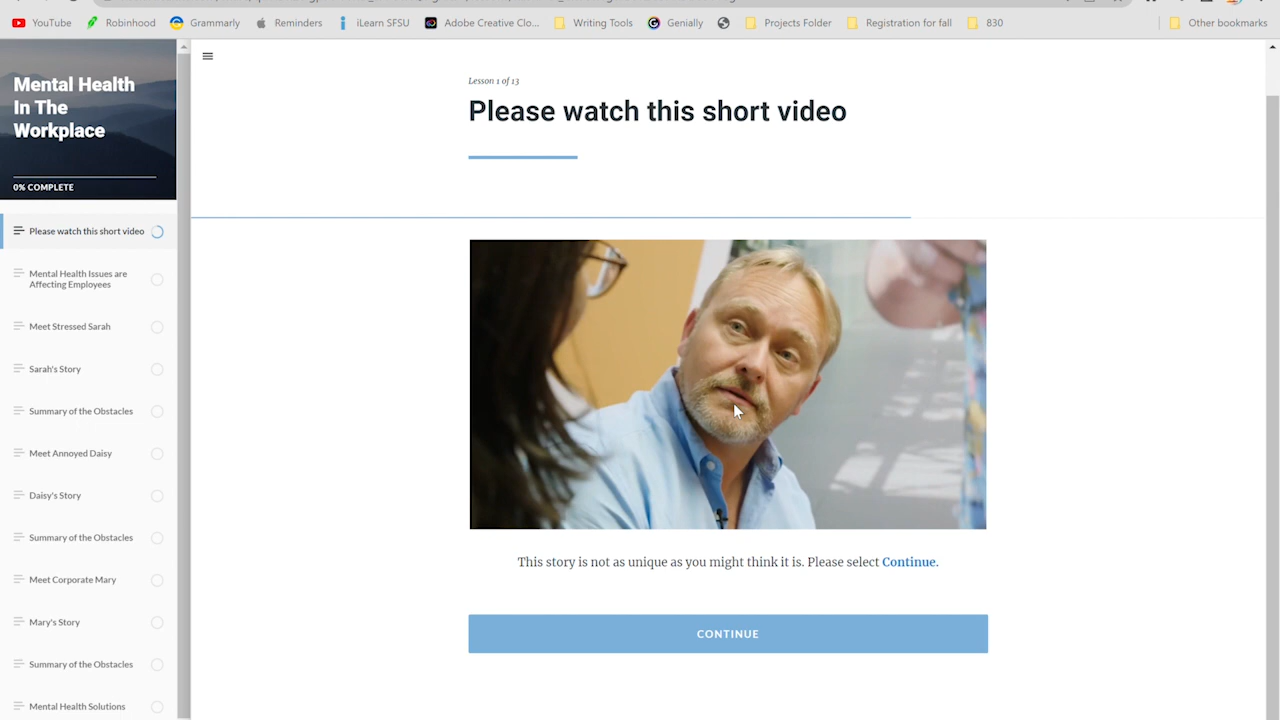 YouTube
Robinhood
Grammarly
Reminders
iLearn SFSU
Adobe Creative Clo...
Writing Tools
Genially
Projects Folder
Registration for fall
830
Other bookmarks
Mental Health
In The
Workplace
0% COMPLETE
Please watch this short video
Mental Health Issues are
Affecting Employees
Meet Stressed Sarah
Sarah's Story
Summary of the Obstacles
Meet Annoyed Daisy
Daisy's Story
Summary of the Obstacles
Meet Corporate Mary
Mary's Story
Summary of the Obstacles
Mental Health Solutions
Lesson 1 of 13
Please watch this short video
This story is not as unique as you might think it is. Please select Continue.
CONTINUE